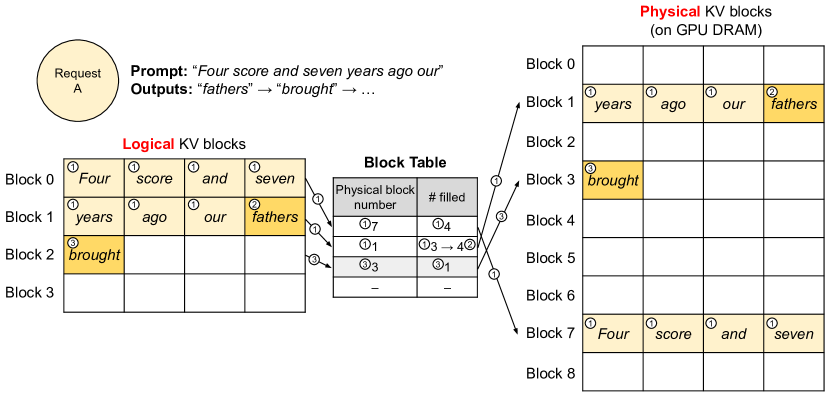 Request
A
Prompt: “Four score and seven years ago our”
Outputs: “fathers” → “brought” → …
Logical KV blocks
Block 0
① Four ① score ① and ① seven
Block 1
① years ① ago ① our ② fathers
Block 2
③ brought
Block 3
① ① ③
Block Table
Physical block
number
# filled
①7 ①4
①1 ①3 → 4②
③3 ③1
– –
① ③ ①
Physical KV blocks
(on GPU DRAM)
Block 0
Block 1
① years ① ago ① our ② fathers
Block 2
Block 3
③ brought
Block 4
Block 5
Block 6
Block 7
① Four ① score ① and ① seven
Block 8